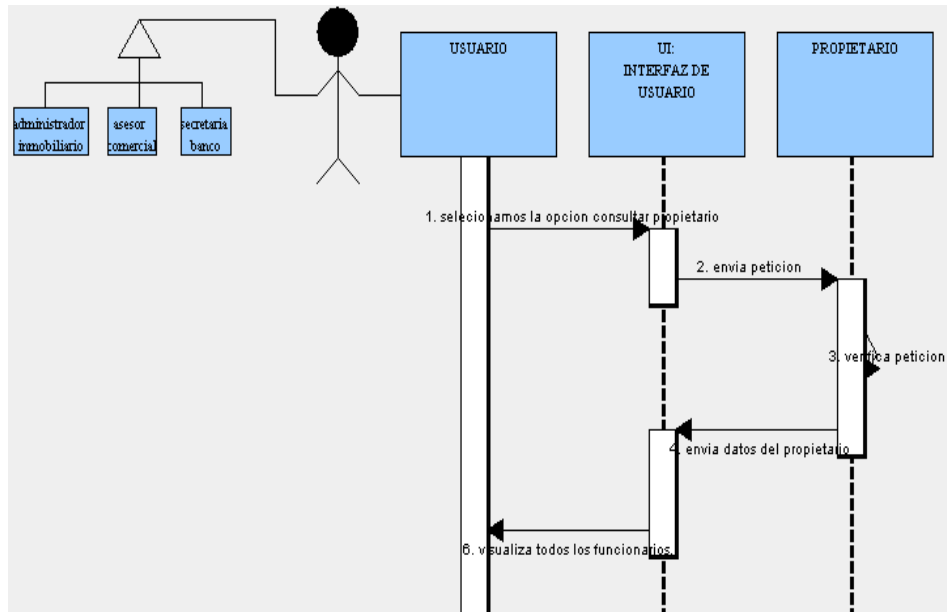 USUARIO
UI:
INTERFAZ DE
USUARIO
PROPIETARIO
administrador
inmobiliario
asesor
comercial
secretaria
banco
1. selecionamos la opcion consultar propietario
2. envia peticion
3. verifica peticion
4. envia datos del propietario
6. visualiza todos los funcionarios.